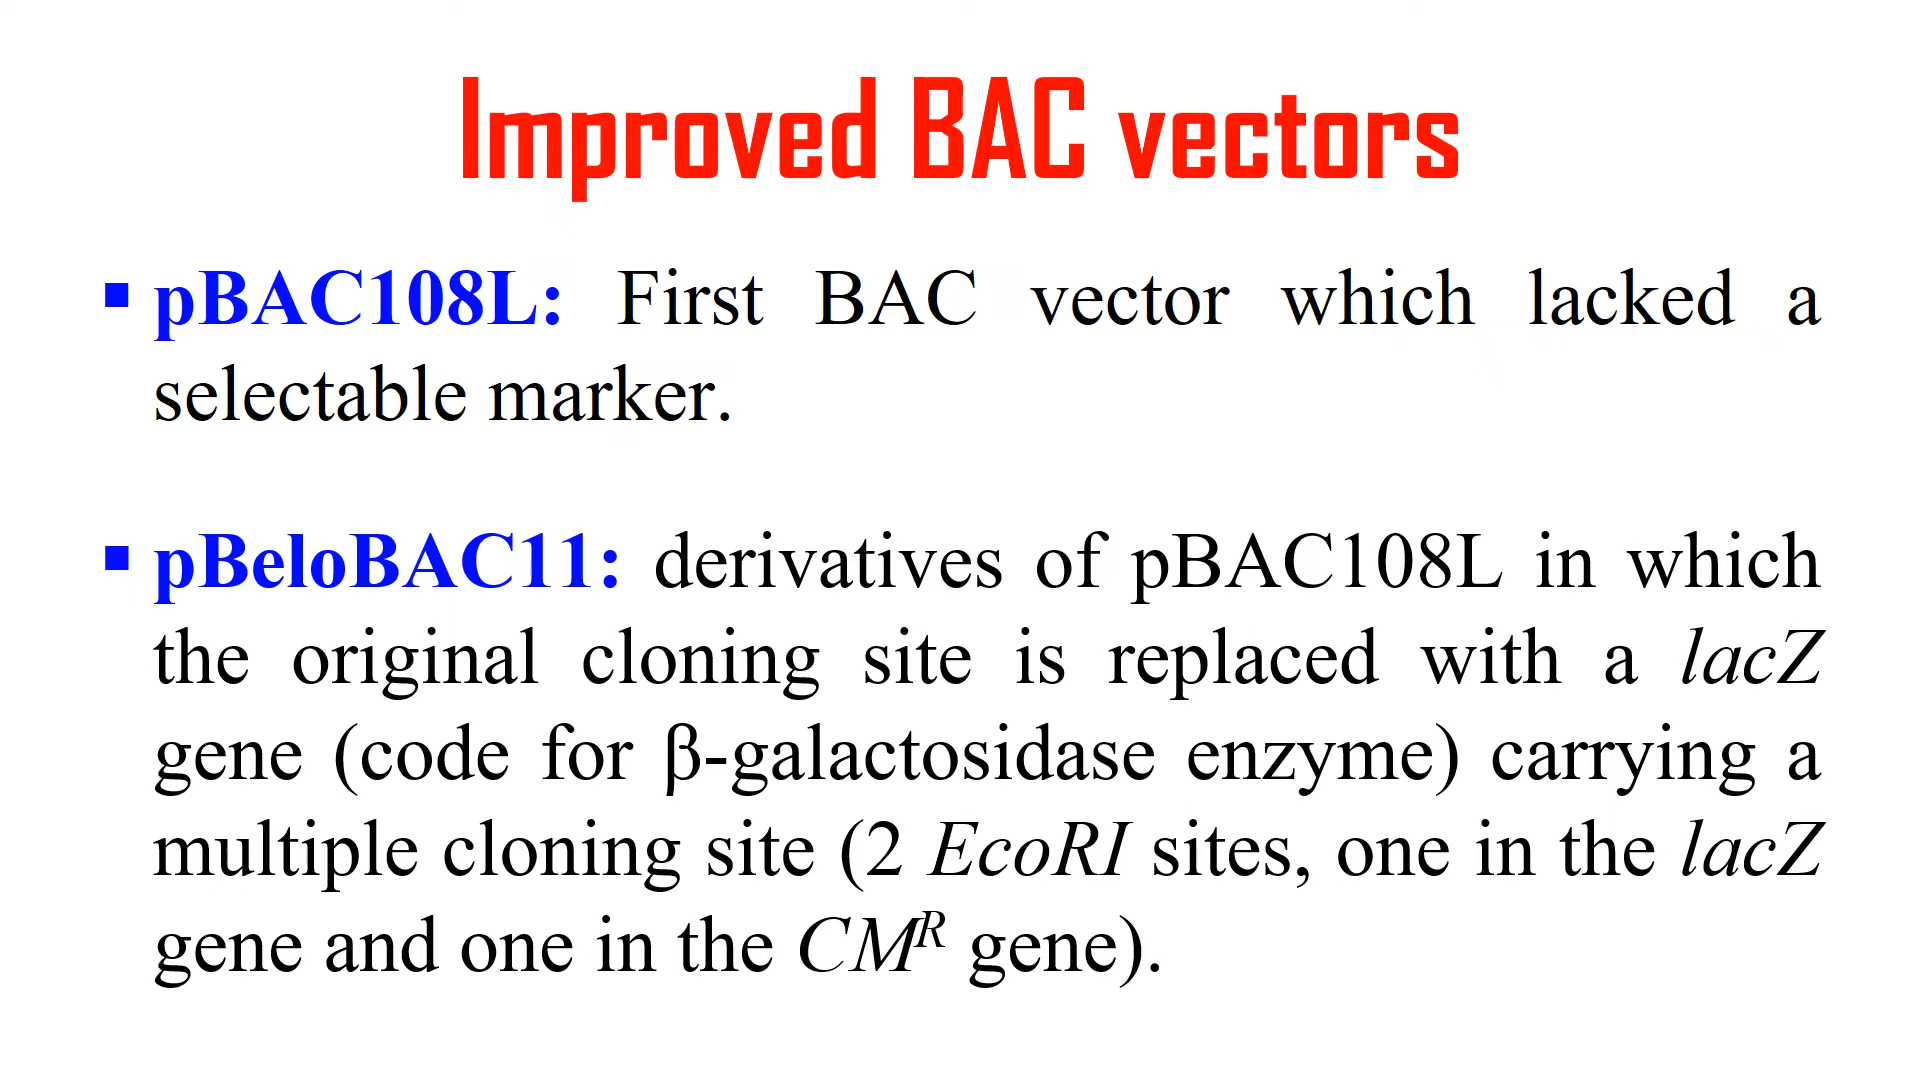 Improved BAC vectors
▪ pBAC108L: First BAC vector which lacked a
selectable marker.
▪ pBeloBAC11: derivatives of pBAC108L in which
the original cloning site is replaced with a lacZ
gene (code for β-galactosidase enzyme) carrying a
multiple cloning site (2 EcoRI sites, one in the lacZ
gene and one in the CMᴿ gene).